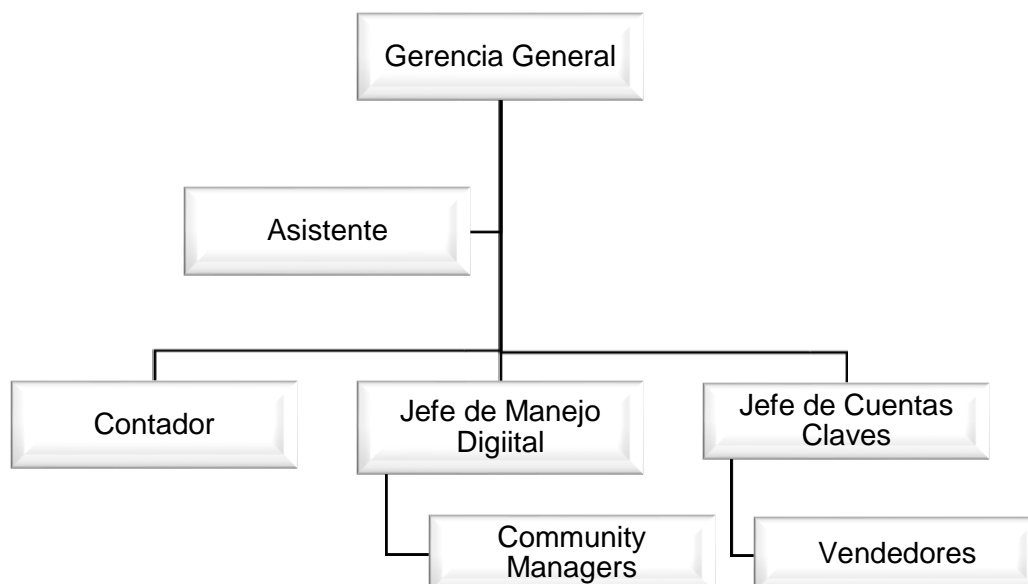 Gerencia General
Asistente
Contador
Jefe de Manejo
Digiital
Jefe de Cuentas
Claves
Community
Managers
Vendedores